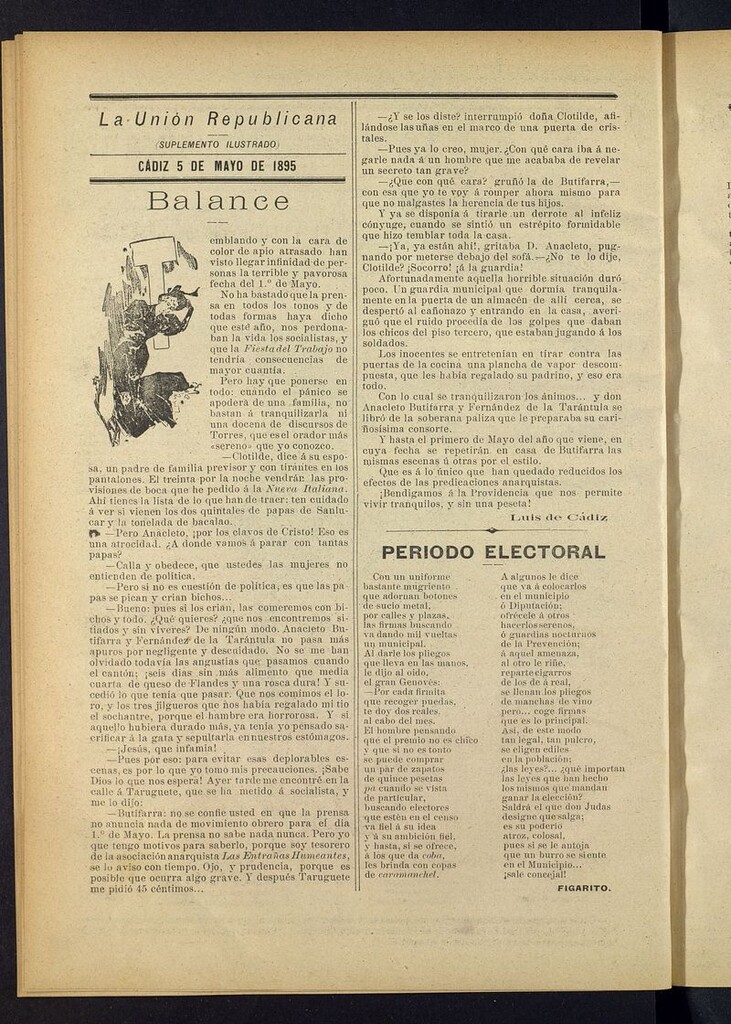 La Unión Republicana
(SUPLEMENTO ILUSTRADO)
CÁDIZ 5 DE MAYO DE 1895
Balance
emblando y con la cara de
color de apio atrasado han
visto llegar infinidad de per-
sonas la terrible y pavorosa
fecha del 1.º de Mayo.
No ha bastado que la pren-
sa en todos los tonos y de
todas formas haya dicho
que esté año, nos perdona-
ban la vida los socialistas, y
que la Fiesta del Trabajo no
tendría consecuencias de
mayor cuantía.
Pero hay que ponerse en
todo: cuando el pánico se
apodera de una familia, no
bastan á tranquilizarla ni
una docena de discursos de
Torres, que es el orador más
«sereno» que yo conozco.
—Clotilde, dice á su espo-
sa, un padre de familia previsor y con tirantes en los
pantalones. El treinta por la noche vendrán las pro-
visiones de boca que he pedido á la Nueva Italiana.
Ahí tienes la lista de lo que han de traer: ten cuidado
á ver si vienen los dos quintales de papas de Sanlu-
car y la tonelada de bacalao.
—Pero Anacleto, ¡por los clavos de Cristo! Eso es
una atrocidad. ¿A donde vamos á parar con tantas
papas?
—Calla y obedece, que ustedes las mujeres no
entienden de política.
—Pero si no es cuestión de política, es que las pa-
pas se pican y crian bichos...
—Bueno: pues si los crian, las comeremos con bi-
chos y todo. ¿Qué quieres? ¿que nos encontremos si-
tiados y sin víveres? De ningún modo. Anacleto Bu-
tifarra y Fernández de la Tarántula no pasa más
apuros por negligente y descuidado. No se me han
olvidado todavia las angustias que pasamos cuando
el cantón; ¡seis dias sin más alimento que media
cuarta de queso de Flandes y una rosca dura! Y su-
cedió lo que tenía que pasar. Que nos comimos el lo-
ro, y los tres jilgueros que nos había regalado mi tio
el sochantre, porque el hambre era horrorosa. Y si
aquello hubiera durado más, ya tenía yo pensado sa-
crificar á la gata y sepultarla en nuestros estómagos.
—¡Jesús, que infamia!
—Pues por eso: para evitar esas deplorables es-
cenas, es por lo que yo tomo mis precauciones. ¡Sabe
Dios lo que nos espera! Ayer tarde me encontré en la
calle á Taruguete, que se ha metido á socialista, y
me lo dijo:
—Butifarra: no se confie usted en que la prensa
no anuncia nada de movimiento obrero para el día
1.º de Mayo. La prensa no sabe nada nunca. Pero yo
que tengo motivos para saberlo, porque soy tesorero
de la asociación anarquista Las Entrañas Humeantes,
se lo aviso con tiempo. Ojo, y prudencia, porque es
posible que ocurra algo grave. Y después Taruguete
me pidió 45 céntimos...
—¿Y se los diste? interrumpió doña Clotilde, afi-
lándose las uñas en el marco de una puerta de cris-
tales.
—Pues ya lo creo, mujer. ¿Con qué cara iba á ne-
garle nada á un hombre que me acababa de revelar
un secreto tan grave?
—¿Que con qué cara? gruñó la de Butifarra,—
con esa que yo te voy á romper ahora mismo para
que no malgastes la herencia de tus hijos.
Y ya se disponía á tirarle un derrote al infeliz
cónyuge, cuando se sintió un estrépito formidable
que hizo temblar toda la casa.
—¡Ya, ya están ahí!, gritaba D. Anacleto, pug-
nando por meterse debajo del sofá.—¿No te lo dije,
Clotilde? ¡Socorro! ¡á la guardia!
Afortunadamente aquella horrible situación duró
poco. Un guardia municipal que dormía tranquila-
mente en la puerta de un almacén de allí cerca, se
despertó al cañonazo y entrando en la casa, averi-
guó que el ruido procedía de los golpes que daban
los chicos del piso tercero, que estaban jugando á los
soldados.
Los inocentes se entretenían en tirar contra las
puertas de la cocina una plancha de vapor descom-
puesta, que les había regalado su padrino, y eso era
todo.
Con lo cual se tranquilizaron los ánimos... y don
Anacleto Butifarra y Fernández de la Tarántula se
libró de la soberana paliza que le preparaba su cari-
ñosísima consorte.
Y hasta el primero de Mayo del año que viene, en
cuya fecha se repetirán en casa de Butifarra las
mismas escenas ú otras por el estilo.
Que es á lo único que han quedado reducidos los
efectos de las predicaciones anarquistas.
¡Bendigamos á la Providencia que nos permite
vivir tranquilos, y sin una peseta!
Luis de Cádiz
PERIODO ELECTORAL
Con un uniforme
bastante mugriento
que adornan botones
de sucio metal,
por calles y plazas,
las firmas buscando
va dando mil vueltas
un municipal.
Al darle los pliegos
que lleva en las manos,
le dijo al oido,
el gran Genovés:
—Por cada firmita
que recoger puedas,
te doy dos reales
al cabo del mes.
El hombre pensando
que el premio no es chico
y que si no es tonto
se puede comprar
un par de zapatos
de quince pesetas
pa cuando se vista
de particular,
buscando electores
que estén en el censo
va fiel á su idea
y á su ambición fiel,
y hasta, si se ofrece,
á los que da coba,
les brinda con copas
de caramanchel.
A algunos le dice
que va á colocarlos
en el municipio
ó Diputación;
ofrécele á otros
hacerlos serenos,
ó guardias nocturnos
de la Prevención;
á aquel amenaza,
al otro le riñe,
reparte cigarros
de los de á real,
se llenan los pliegos
de manchas de vino
pero... coge firmas
que es lo principal.
Así, de este modo
tan legal, tan pulcro,
se eligen ediles
en la población;
¿las leyes?... ¿qué importan
las leyes que han hecho
los mismos que mandan
ganar la elección?
Saldrá el que don Judas
designe que salga;
es su poderio
atroz, colosal,
pues si se le antoja
que un burro se siente
en el Municipio...
¡sale concejal!
FIGARITO.